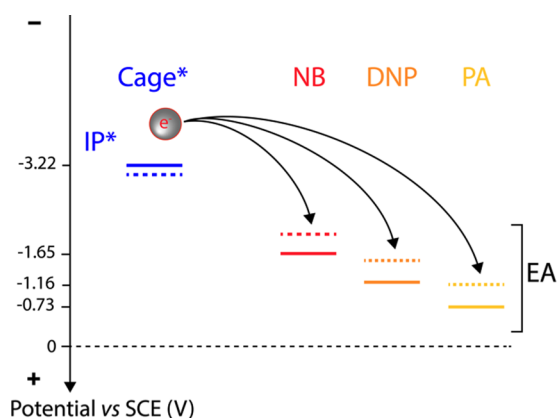 −
Cage*
NB
DNP
PA
e-
IP*
-3.22
-1.65
-1.16
-0.73
EA
0
+
Potential vs SCE (V)